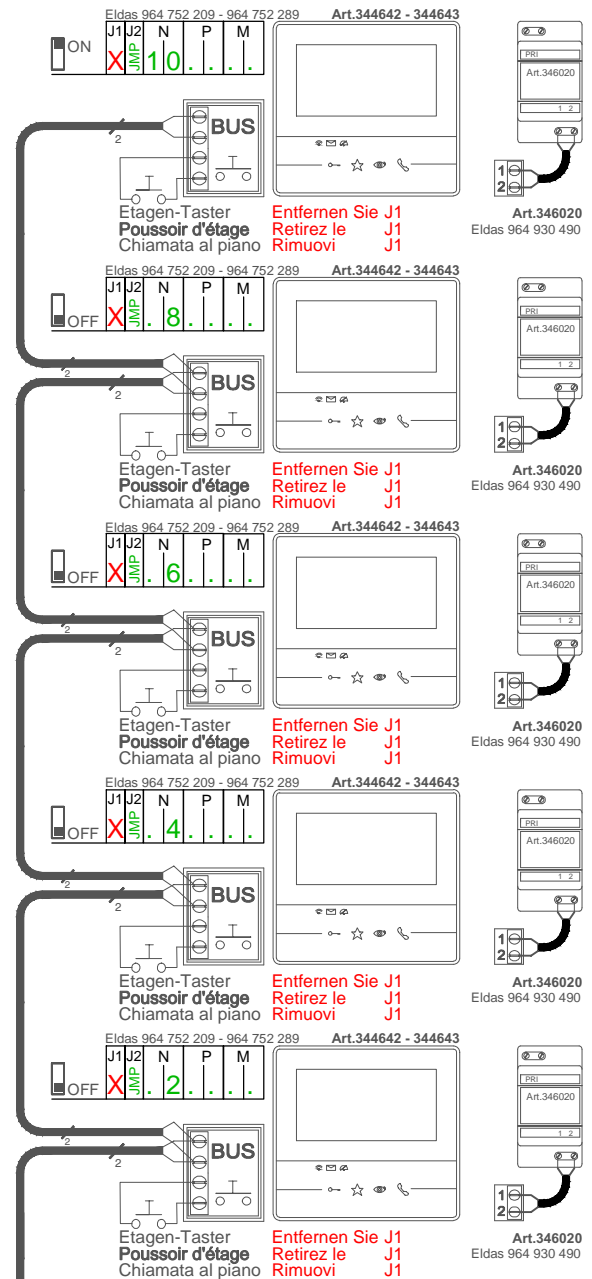 Eldas 964 752 209 - 964 752 289 Art.344642 - 344643
ON J1 J2 N P M
X JMP 1 0 . . . .
PRI
Art.346020
1 2
2 BUS
1
2
Etagen-Taster Entfernen Sie J1 Art.346020
Poussoir d'étage Retirez le J1 Eldas 964 930 490
Chiamata al piano Rimuovi J1
Eldas 964 752 209 - 964 752 289 Art.344642 - 344643
OFF J1 J2 N P M
X JMP . 8 . . . .
PRI
Art.346020
1 2
2 2 BUS
1
2
Etagen-Taster Entfernen Sie J1 Art.346020
Poussoir d'étage Retirez le J1 Eldas 964 930 490
Chiamata al piano Rimuovi J1
Eldas 964 752 209 - 964 752 289 Art.344642 - 344643
OFF J1 J2 N P M
X JMP . 6 . . . .
PRI
Art.346020
1 2
2 2 BUS
1
2
Etagen-Taster Entfernen Sie J1 Art.346020
Poussoir d'étage Retirez le J1 Eldas 964 930 490
Chiamata al piano Rimuovi J1
Eldas 964 752 209 - 964 752 289 Art.344642 - 344643
OFF J1 J2 N P M
X JMP . 4 . . . .
PRI
Art.346020
1 2
2 2 BUS
1
2
Etagen-Taster Entfernen Sie J1 Art.346020
Poussoir d'étage Retirez le J1 Eldas 964 930 490
Chiamata al piano Rimuovi J1
Eldas 964 752 209 - 964 752 289 Art.344642 - 344643
OFF J1 J2 N P M
X JMP . 2 . . . .
PRI
Art.346020
1 2
2 2 BUS
1
2
Etagen-Taster Entfernen Sie J1 Art.346020
Poussoir d'étage Retirez le J1 Eldas 964 930 490
Chiamata al piano Rimuovi J1